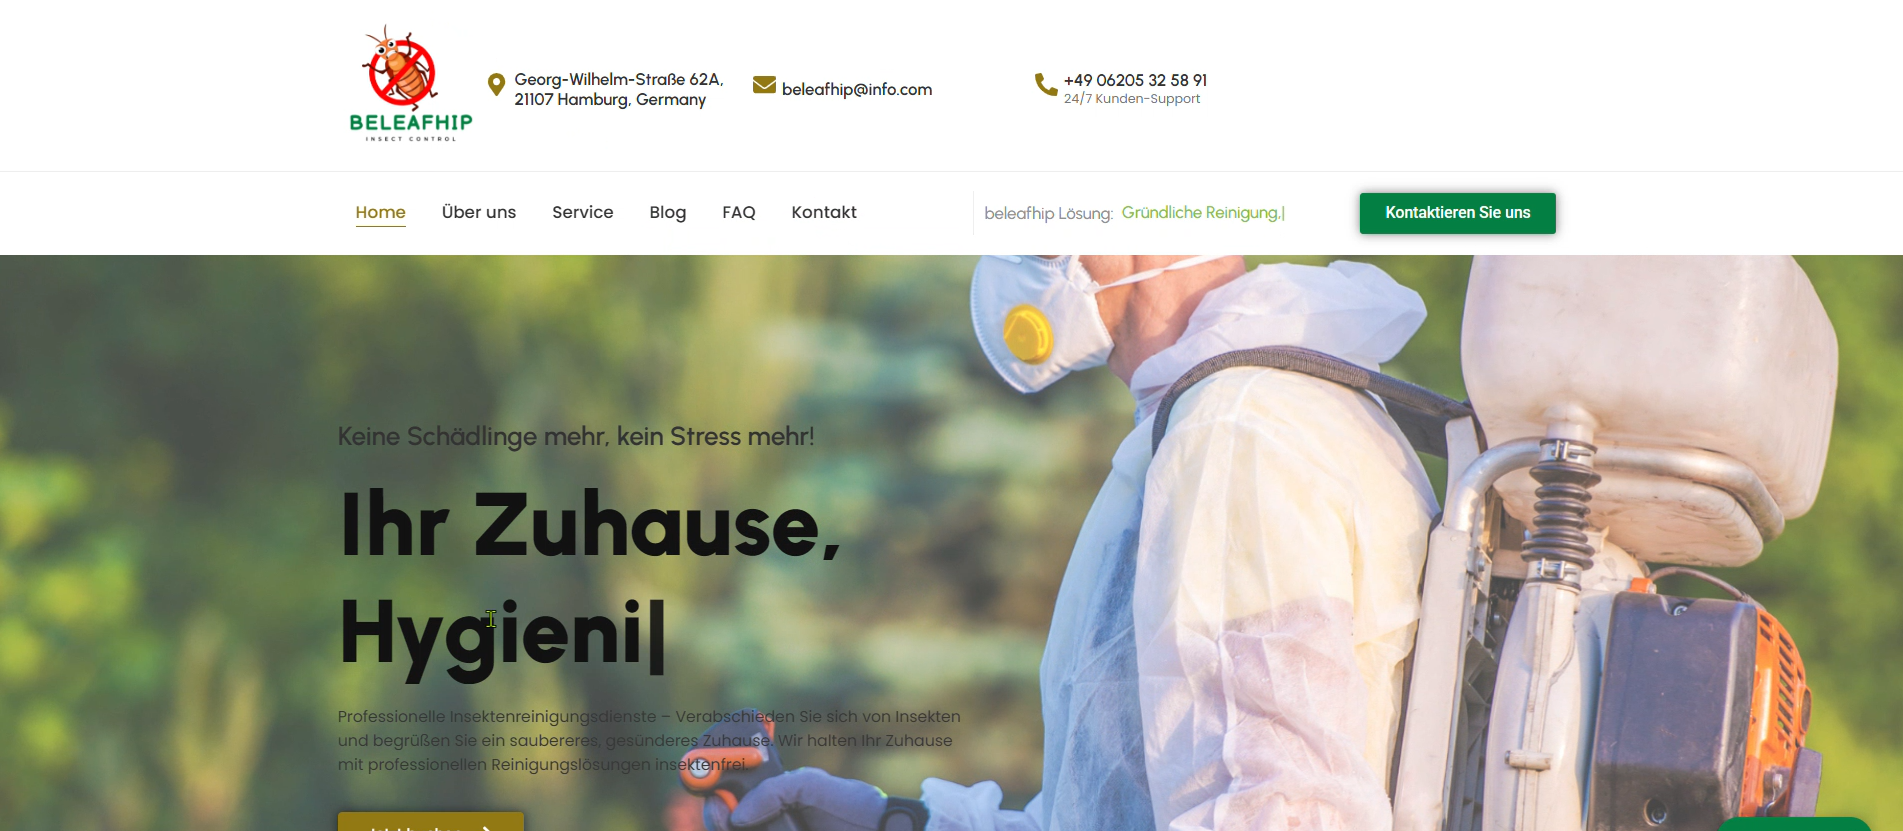 BELEAFHIP
INSECT CONTROL
Georg-Wilhelm-Straße 62A,
21107 Hamburg, Germany
beleafhip@info.com
+49 06205 32 58 91
24/7 Kunden-Support
Home Über uns Service Blog FAQ Kontakt
beleafhip Lösung: Gründliche Reinigung,|
Kontaktieren Sie uns
Keine Schädlinge mehr, kein Stress mehr!
Ihr Zuhause,
Hygieni|
Professionelle Insektenreinigungsdienste – Verabschieden Sie sich von Insekten
und begrüßen Sie ein saubereres, gesünderes Zuhause. Wir halten Ihr Zuhause
mit professionellen Reinigungslösungen insektenfrei.